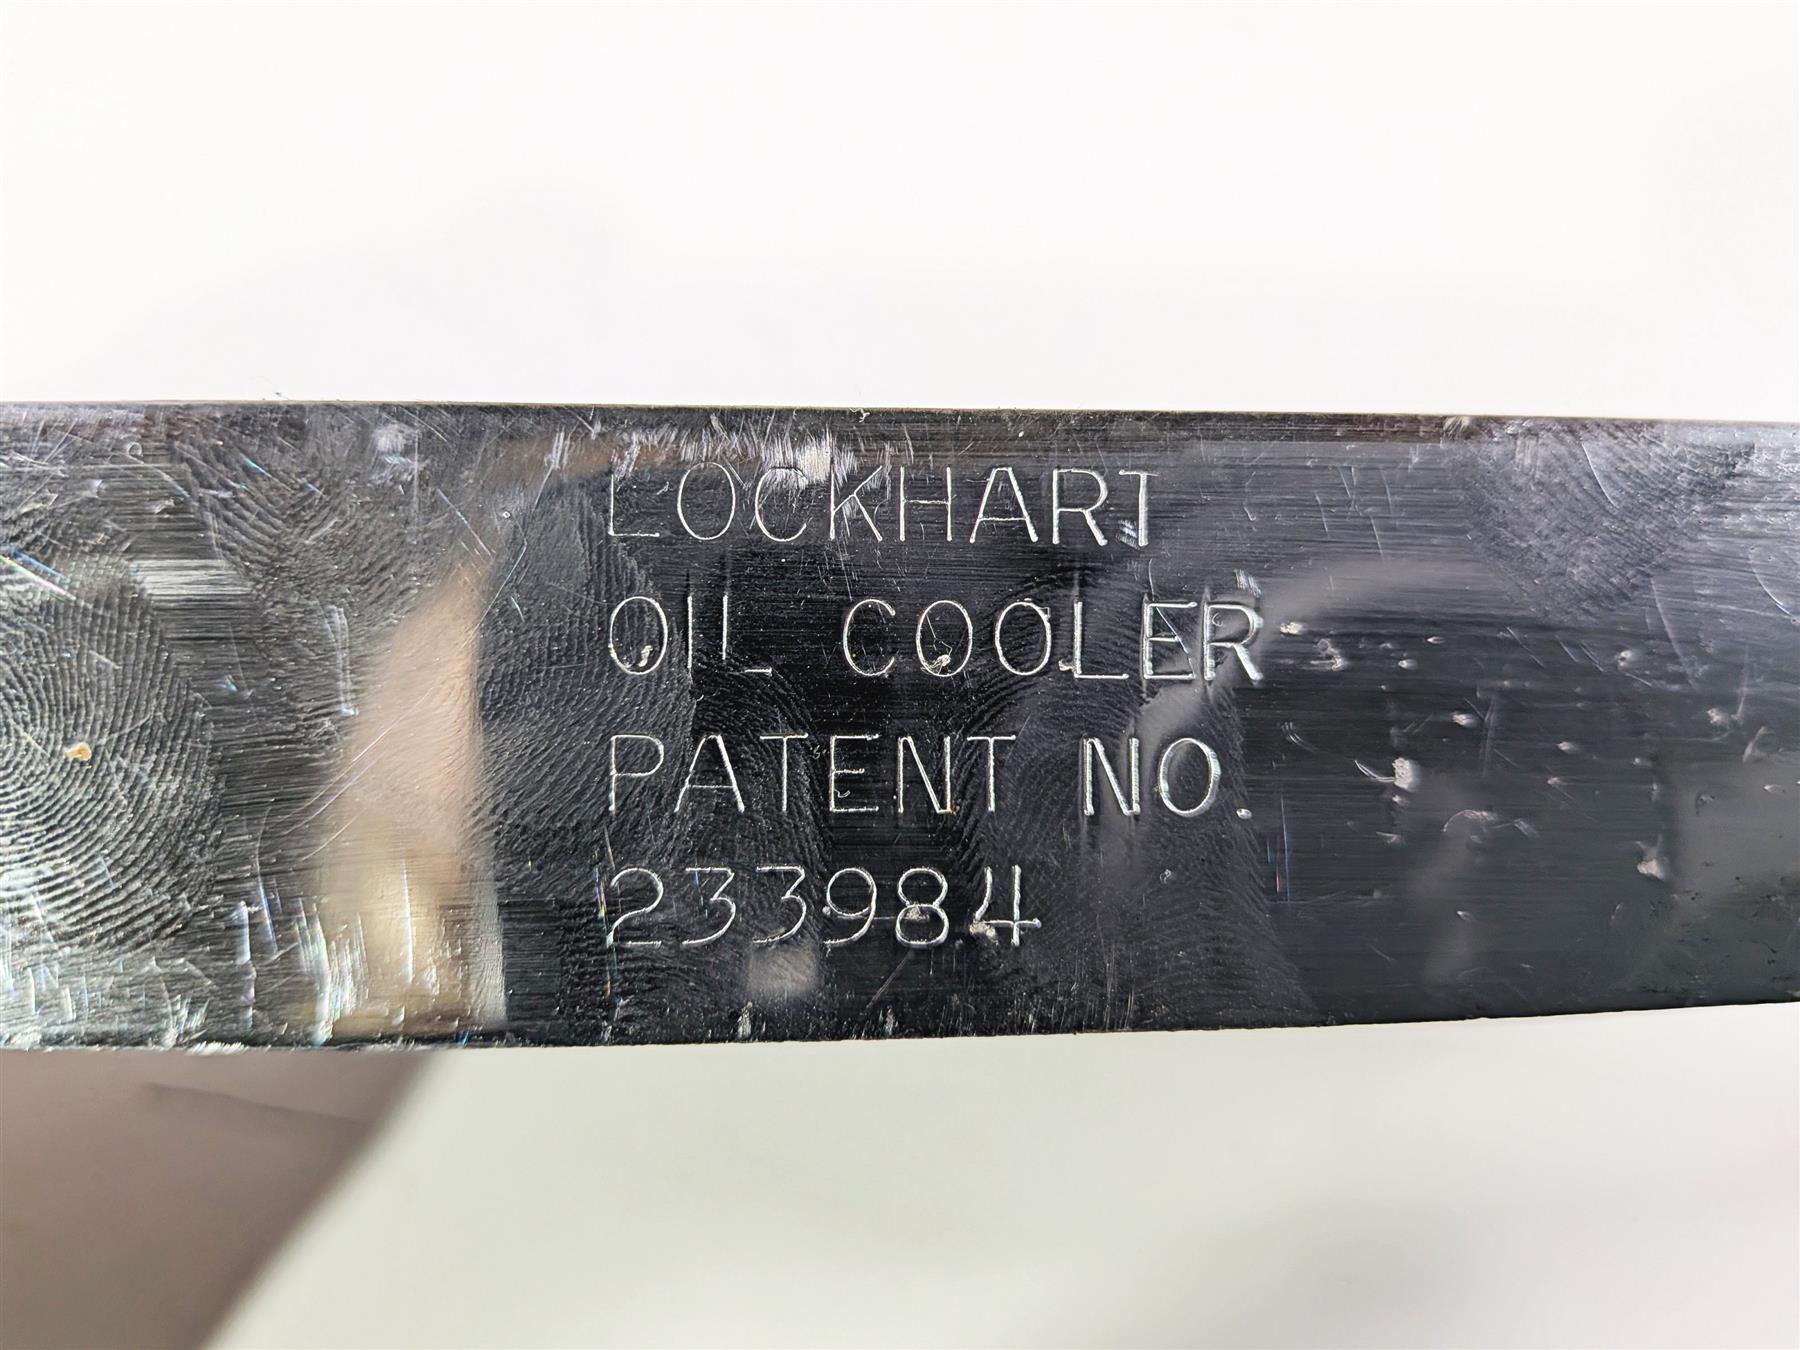 LOCKHART
OIL COOLER
PATENT NO.
233984